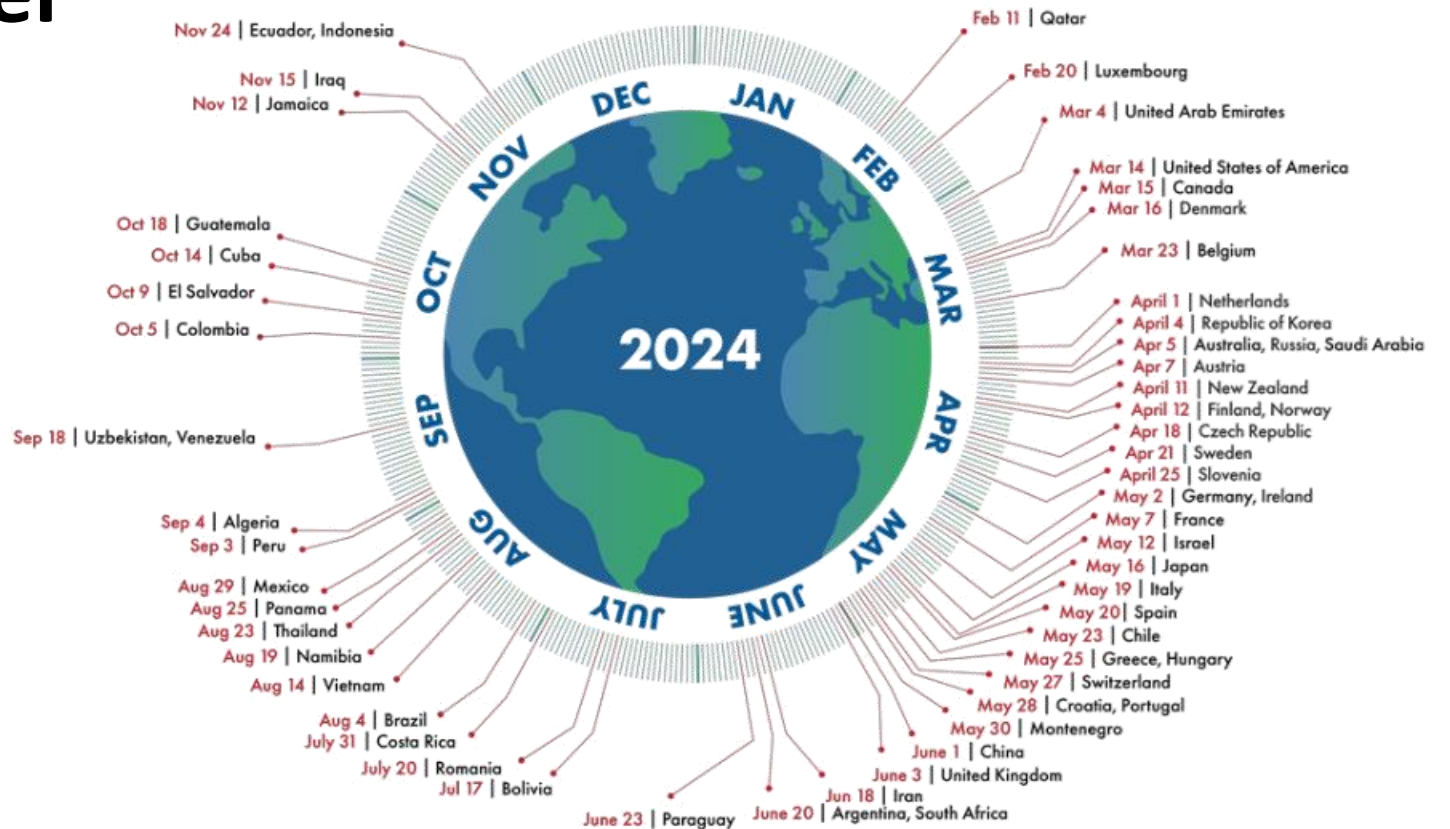 Nov 24 | Ecuador, Indonesia
Nov 15 | Iraq
Nov 12 | Jamaica
Oct 18 | Guatemala
Oct 14 | Cuba
Oct 9 | El Salvador
Oct 5 | Colombia
Sep 18 | Uzbekistan, Venezuela
Sep 4 | Algeria
Sep 3 | Peru
Aug 29 | Mexico
Aug 25 | Panama
Aug 23 | Thailand
Aug 19 | Namibia
Aug 14 | Vietnam
Aug 4 | Brazil
July 31 | Costa Rica
July 20 | Romania
Jul 17 | Bolivia
DEC
JAN
NOV
FEB
OCT
MAR
2024
SEP
APR
AUG
MAY
JULY
JUNE
Feb 11 | Qatar
Feb 20 | Luxembourg
Mar 4 | United Arab Emirates
Mar 14 | United States of America
Mar 15 | Canada
Mar 16 | Denmark
Mar 23 | Belgium
April 1 | Netherlands
April 4 | Republic of Korea
Apr 5 | Australia, Russia, Saudi Arabia
Apr 7 | Austria
April 11 | New Zealand
April 12 | Finland, Norway
Apr 18 | Czech Republic
Apr 21 | Sweden
April 25 | Slovenia
May 2 | Germany, Ireland
May 7 | France
May 12 | Israel
May 16 | Japan
May 19 | Italy
May 20| Spain
May 23 | Chile
May 25 | Greece, Hungary
May 27 | Switzerland
May 28 | Croatia, Portugal
May 30 | Montenegro
June 1 | China
June 3 | United Kingdom
Jun 18 | Iran
June 20 | Argentina, South Africa
June 23 | Paraguay